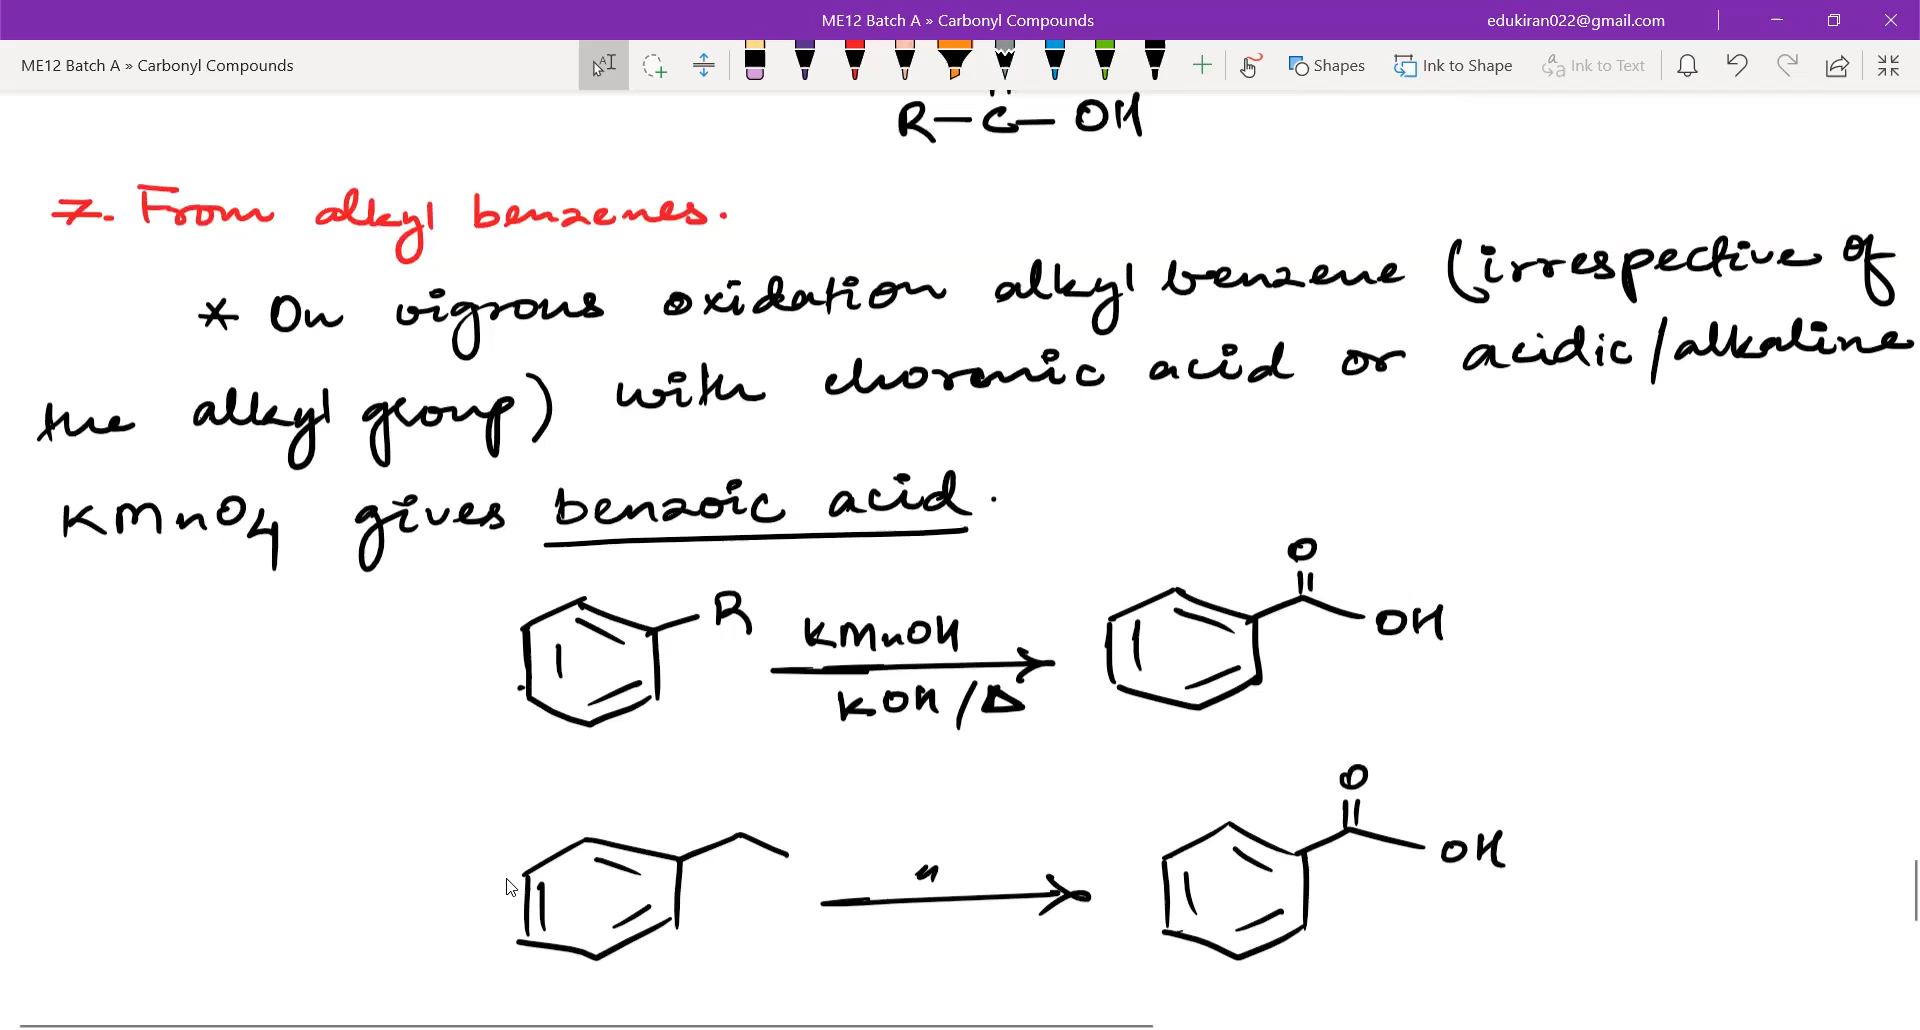 ME12 Batch A » Carbonyl Compounds
edukiran022@gmail.com
ME12 Batch A » Carbonyl Compounds
Shapes
Ink to Shape
Ink to Text
R-C-OH
7. From alkyl benzenes.
* On vigrous oxidation alkyl benzene (irrespective of
the alkyl group) with choromic acid or acidic/alkaline
KMnO4 gives benzoic acid.
R
KMnOH
KOH/Δ
O
OH
"
O
OH